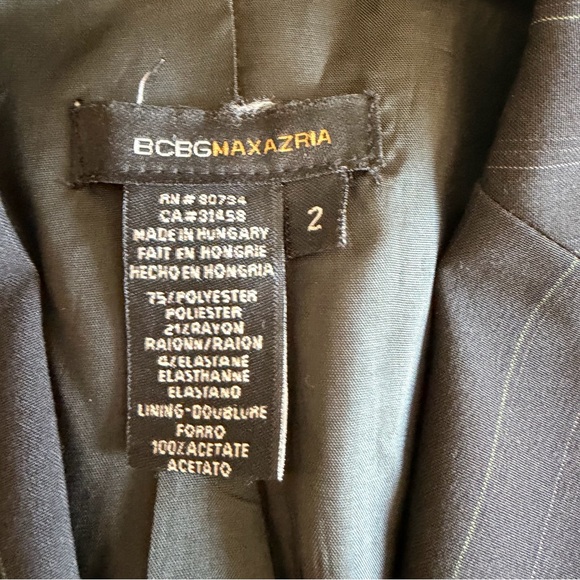 BCBGMAXAZRIA
2
RN# 80734
CA#31458
MADE IN HUNGARY
FAIT EN HONGRIE
HECHO EN HONGRIA
75%POLYESTER
POLIESTER
21%RAYON
RAIONN/RAION
4%ELASTANE
ELASTHANNE
ELASTANO
LINING-DOUBLURE
FORRO
100%ACETATE
ACETATO